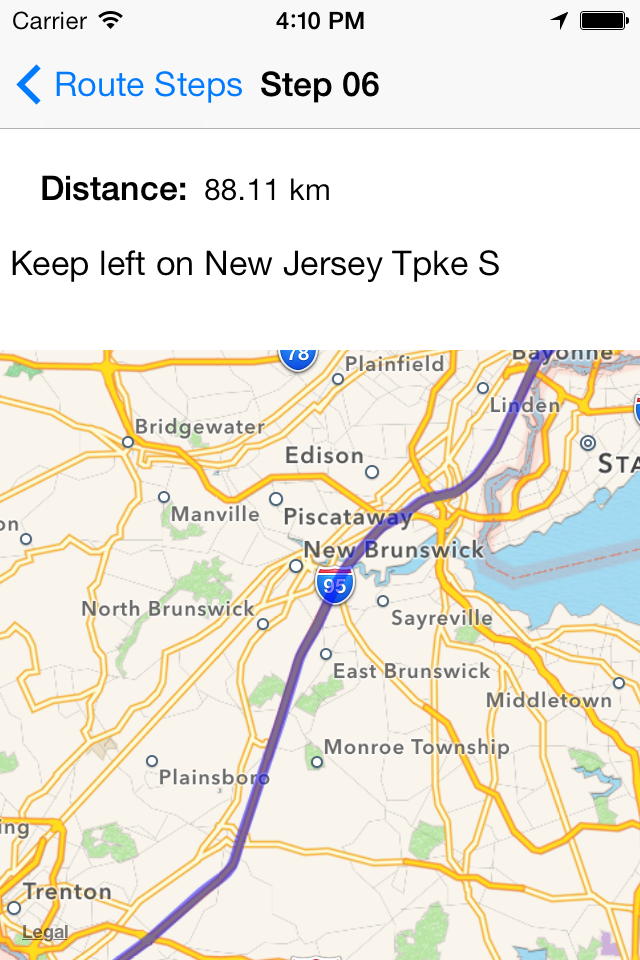 Carrier 4:10 PM
Route Steps Step 06
Distance: 88.11 km
Keep left on New Jersey Tpke S
78
Bayonne
Plainfield
Linden
Bridgewater
Edison
STA
Manville
Piscataway
on
New Brunswick
95
North Brunswick
Sayreville
East Brunswick
Middletown
Monroe Township
Plainsboro
ing
Trenton
Legal